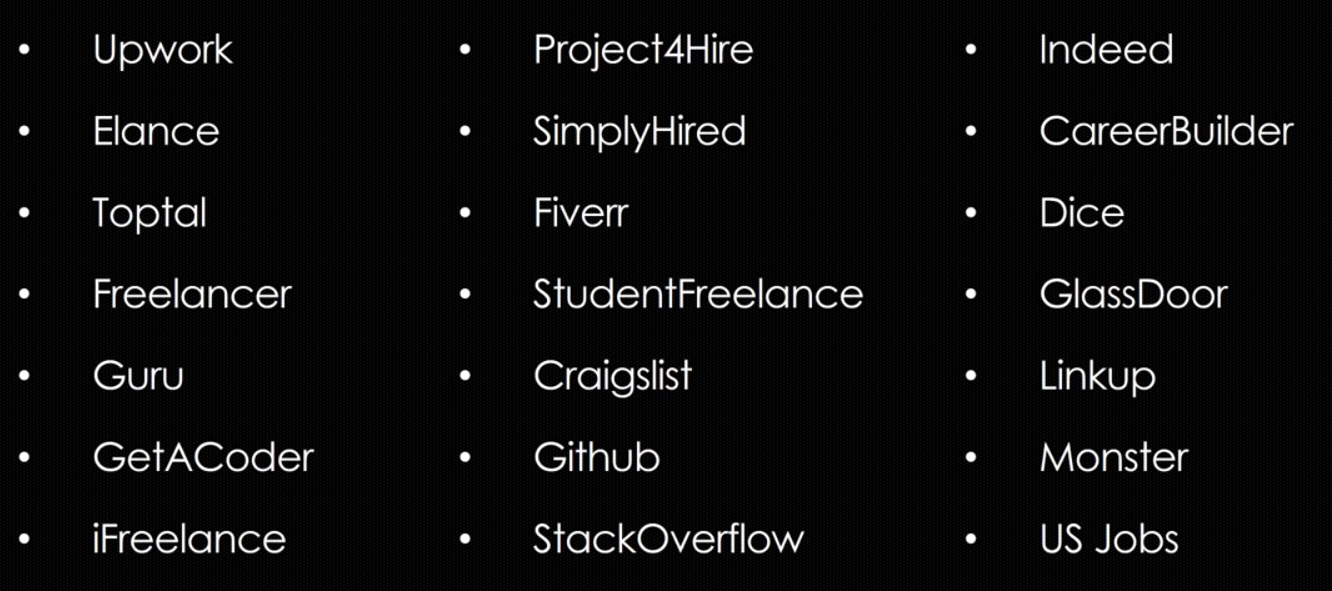 • Upwork
• Elance
• Toptal
• Freelancer
• Guru
• GetACoder
• iFreelance
• Project4Hire
• SimplyHired
• Fiverr
• StudentFreelance
• Craigslist
• Github
• StackOverflow
• Indeed
• CareerBuilder
• Dice
• GlassDoor
• Linkup
• Monster
• US Jobs